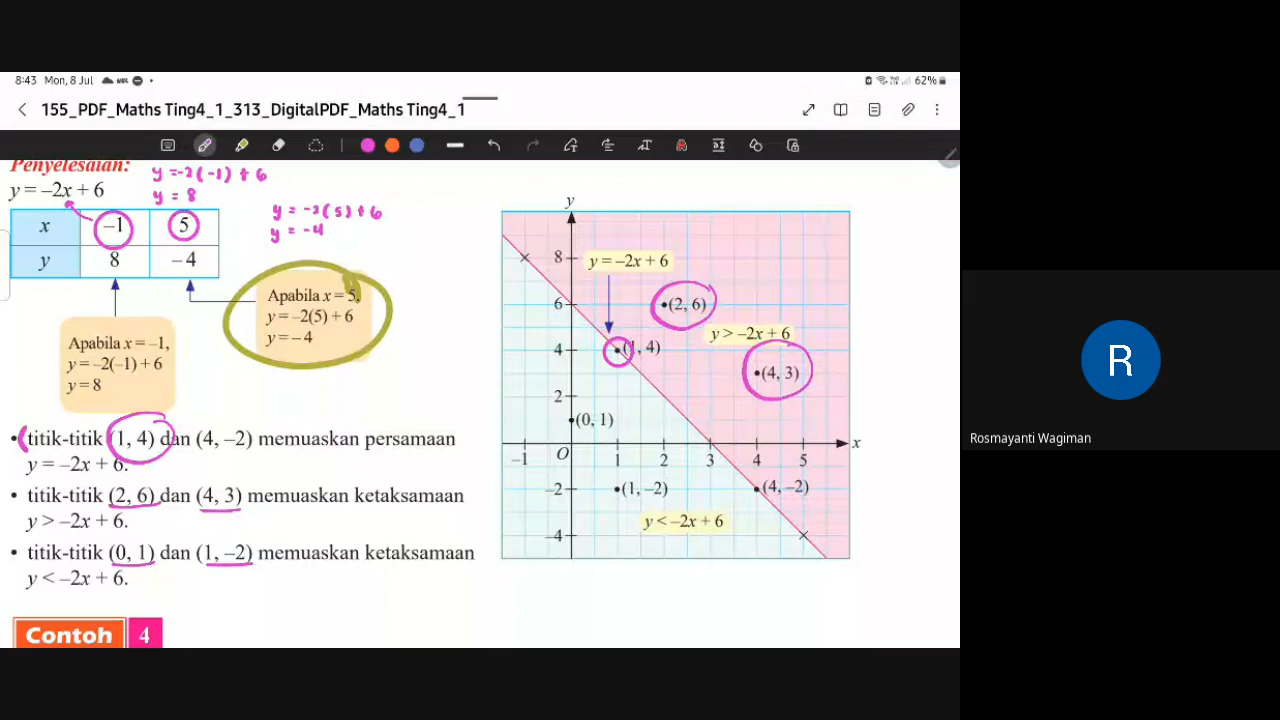 8:43 Mon, 8 Jul
62%
155_PDF_Maths Ting4_1_313_DigitalPDF_Maths Ting4_1
Penyelesaian:
y = –2x + 6
y = -2(-1) + 6
y = 8
y = -2(5) + 6
y = -4
x –1 5
y 8 –4
Apabila x = 5,
y = –2(5) + 6
y = – 4
Apabila x = –1,
y = –2(–1) + 6
y = 8
• titik-titik (1, 4) dan (4, –2) memuaskan persamaan
y = –2x + 6.
• titik-titik (2, 6) dan (4, 3) memuaskan ketaksamaan
y > –2x + 6.
• titik-titik (0, 1) dan (1, –2) memuaskan ketaksamaan
y < –2x + 6.
Contoh 4
y
8
y = –2x + 6
6
(2, 6)
y > –2x + 6
4
(1, 4)
(4, 3)
2
(0, 1)
x
–1 O 1 2 3 4 5
–2
(1, –2)
(4, –2)
y < –2x + 6
–4
R
Rosmayanti Wagiman